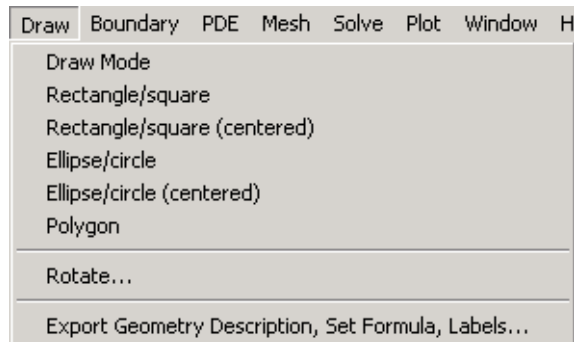 Draw Boundary PDE Mesh Solve Plot Window H
Draw Mode
Rectangle/square
Rectangle/square (centered)
Ellipse/circle
Ellipse/circle (centered)
Polygon
Rotate...
Export Geometry Description, Set Formula, Labels...